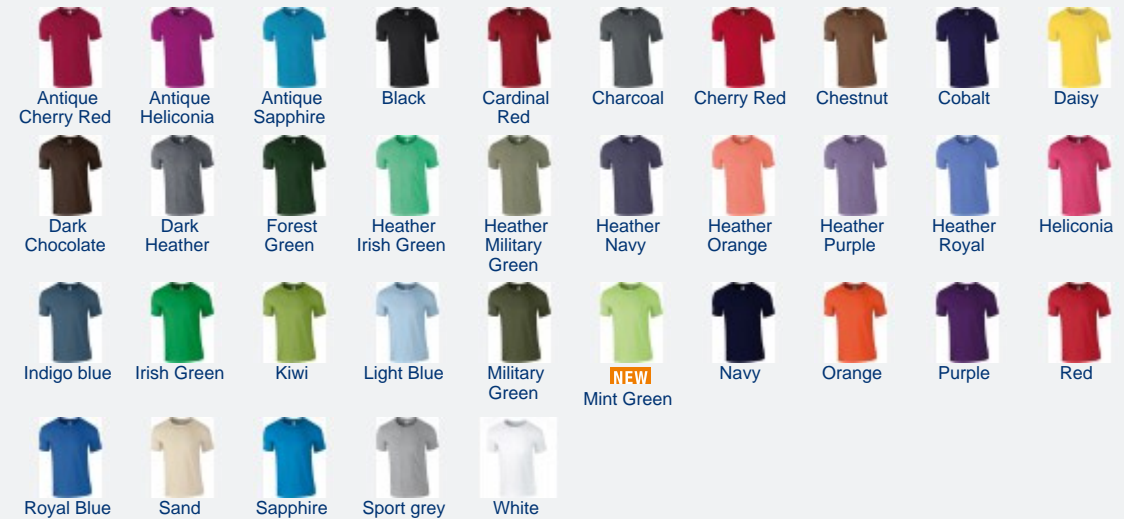 Antique
Cherry Red
Antique
Heliconia
Antique
Sapphire
Black
Cardinal
Red
Charcoal
Cherry Red
Chestnut
Cobalt
Daisy
Dark
Chocolate
Dark
Heather
Forest
Green
Heather
Irish Green
Heather
Military
Green
Heather
Navy
Heather
Orange
Heather
Purple
Heather
Royal
Heliconia
Indigo blue
Irish Green
Kiwi
Light Blue
Military
Green
NEW
Mint Green
Navy
Orange
Purple
Red
Royal Blue
Sand
Sapphire
Sport grey
White